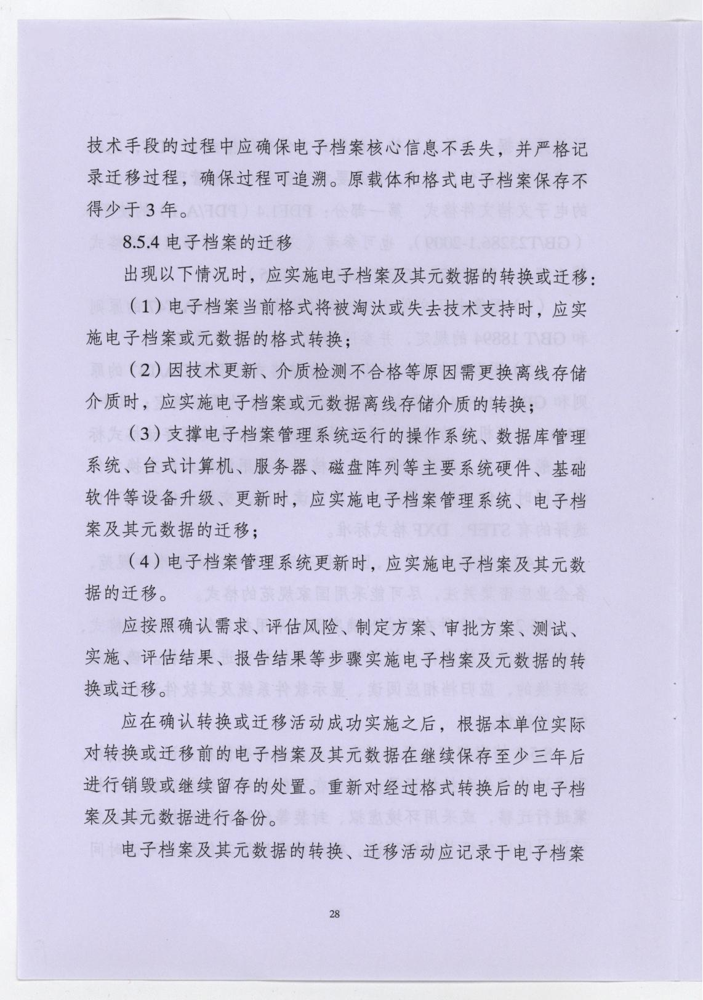 技术手段的过程中应确保电子档案核心信息不丢失，并严格记
录迁移过程，确保过程可追溯。原载体和格式电子档案保存不
得少于 3 年。
8.5.4 电子档案的迁移
出现以下情况时，应实施电子档案及其元数据的转换或迁移：
（1）电子档案当前格式将被淘汰或失去技术支持时，应实
施电子档案或元数据的格式转换；
（2）因技术更新、介质检测不合格等原因需更换离线存储
介质时，应实施电子档案或元数据离线存储介质的转换；
（3）支撑电子档案管理系统运行的操作系统、数据库管理
系统、台式计算机、服务器、磁盘阵列等主要系统硬件、基础
软件等设备升级、更新时，应实施电子档案管理系统、电子档
案及其元数据的迁移；
（4）电子档案管理系统更新时，应实施电子档案及其元数
据的迁移。
应按照确认需求、评估风险、制定方案、审批方案、测试、
实施、评估结果、报告结果等步骤实施电子档案及元数据的转
换或迁移。
应在确认转换或迁移活动成功实施之后，根据本单位实际
对转换或迁移前的电子档案及其元数据在继续保存至少三年后
进行销毁或继续留存的处置。重新对经过格式转换后的电子档
案及其元数据进行备份。
电子档案及其元数据的转换、迁移活动应记录于电子档案
28